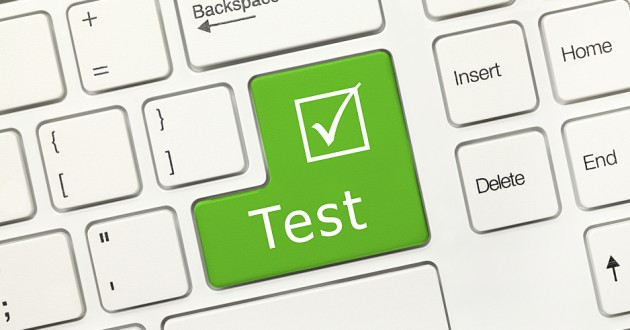 +
=
Backspace
{
[
}
]
Insert
Home
Delete
End
Test
"
'
;